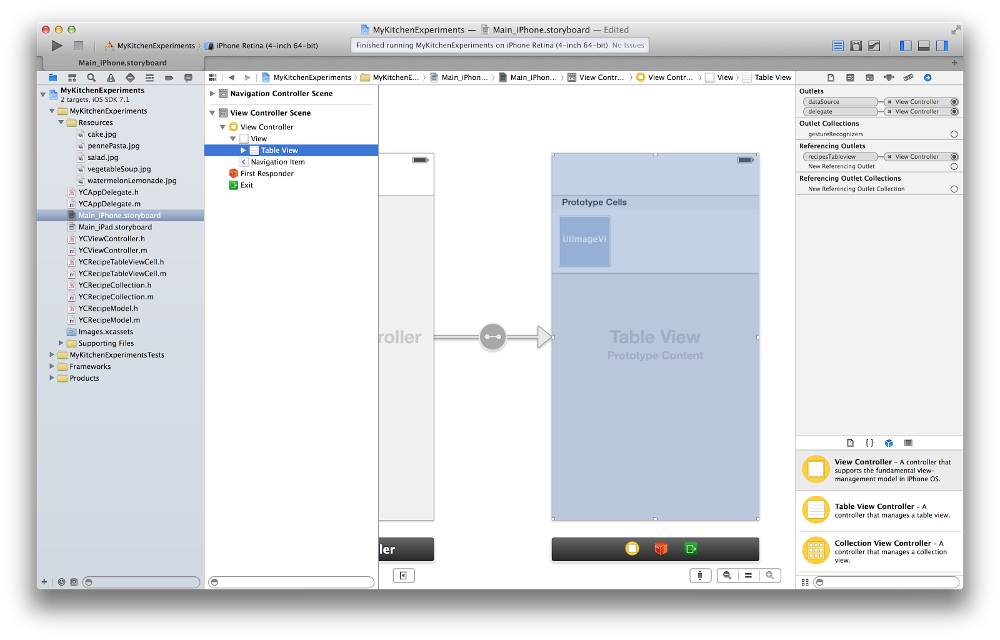 MyKitchenExperiments — Main_iPhone.storyboard — Edited
MyKitchenExperiments iPhone Retina (4-inch 64-bit)
Finished running MyKitchenExperiments on iPhone Retina (4-inch 64-bit) No Issues
Main_iPhone.storyboard
MyKitchenExperiments
2 targets, iOS SDK 7.1
MyKitchenExperiments
Resources
cake.jpg
pennePasta.jpg
salad.jpg
vegetableSoup.jpg
watermelonLemonade.jpg
YCAppDelegate.h
YCAppDelegate.m
Main_iPhone.storyboard
Main_iPad.storyboard
YCViewController.h
YCViewController.m
YCRecipeTableViewCell.h
YCRecipeTableViewCell.m
YCRecipeCollection.h
YCRecipeCollection.m
YCRecipeModel.h
YCRecipeModel.m
Images.xcassets
Supporting Files
MyKitchenExperimentsTests
Frameworks
Products
MyKitchenExperiments MyKitchenE... Main_iPhon... Main_iPhon... View Contr... View Contr... View Table View
Navigation Controller Scene
View Controller Scene
View Controller
View
Table View
Navigation Item
First Responder
Exit
roller
ler
Prototype Cells
UIImageVi
Table View
Prototype Content
Outlets
dataSource View Controller
delegate View Controller
Outlet Collections
gestureRecognizers
Referencing Outlets
recipesTableview View Controller
New Referencing Outlet
Referencing Outlet Collections
New Referencing Outlet Collection
View Controller – A controller that
supports the fundamental view-
management model in iPhone OS.
Table View Controller – A
controller that manages a table view.
Collection View Controller – A
controller that manages a collection
view.